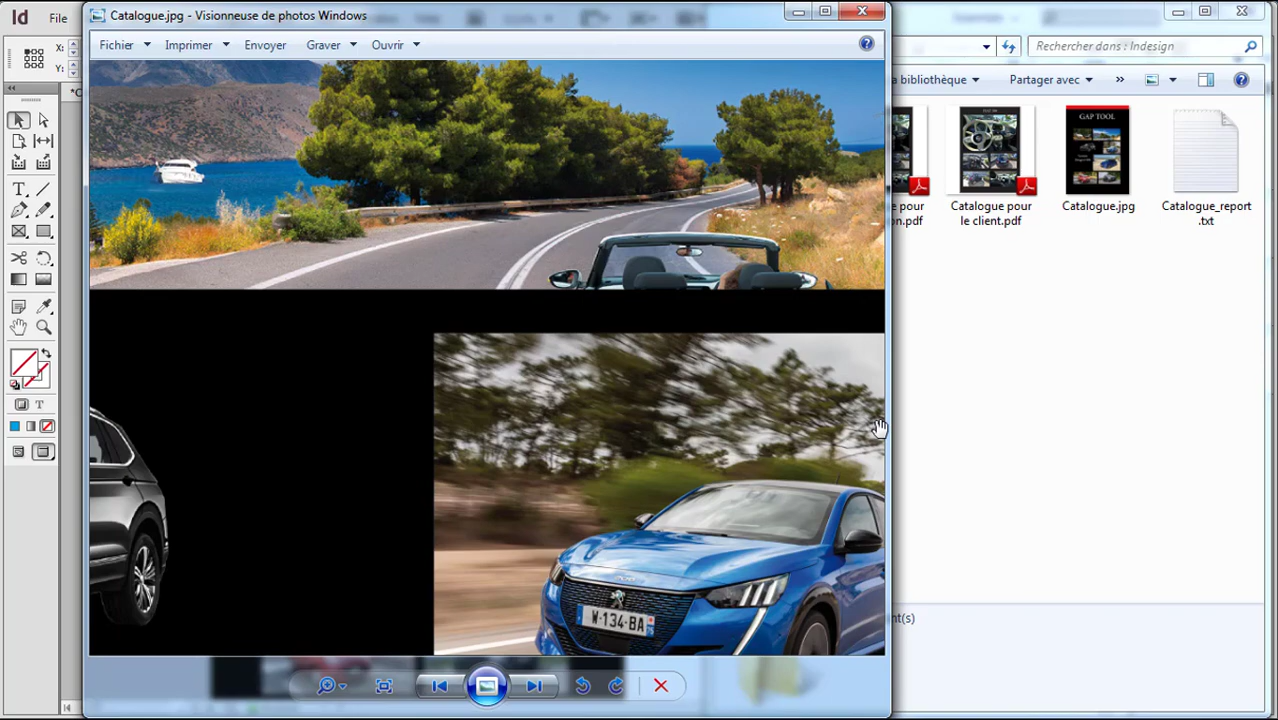 Id File
Catalogue.jpg - Visionneuse de photos Windows
Fichier Imprimer Envoyer Graver Ouvrir
Rechercher dans : Indesign
a bibliothèque Partager avec »
X:
Y:
*C
GAP TOOL
Catalogue pour
le client.pdf
Catalogue.jpg
Catalogue_report
.txt
e pour
n.pdf
W-134-BA
T
nt(s)